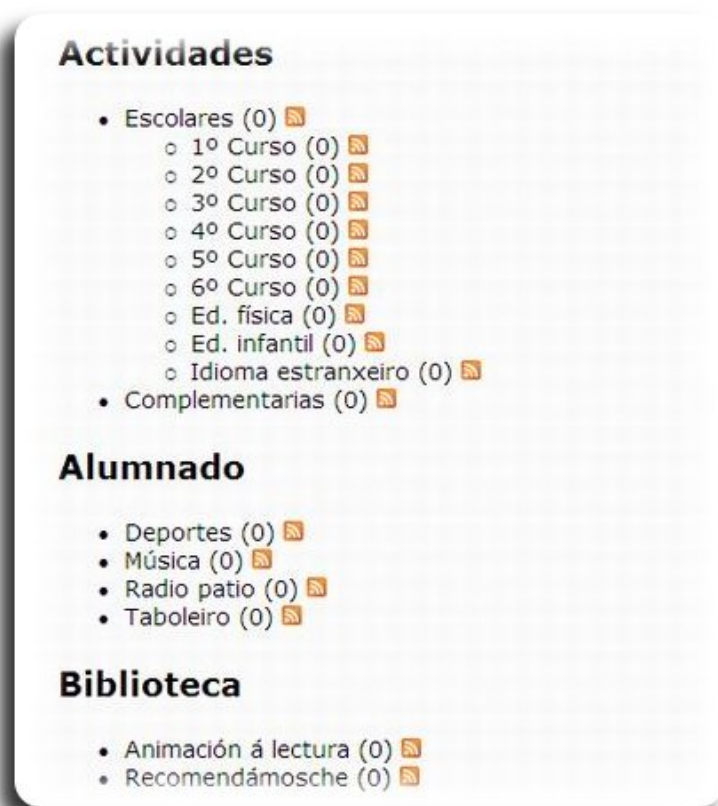 Actividades
Escolares (0)
1º Curso (0)
2º Curso (0)
3º Curso (0)
4º Curso (0)
5º Curso (0)
6º Curso (0)
Ed. física (0)
Ed. infantil (0)
Idioma estranxeiro (0)
Complementarias (0)
Alumnado
Deportes (0)
Música (0)
Radio patio (0)
Taboleiro (0)
Biblioteca
Animación á lectura (0)
Recomendámosche (0)